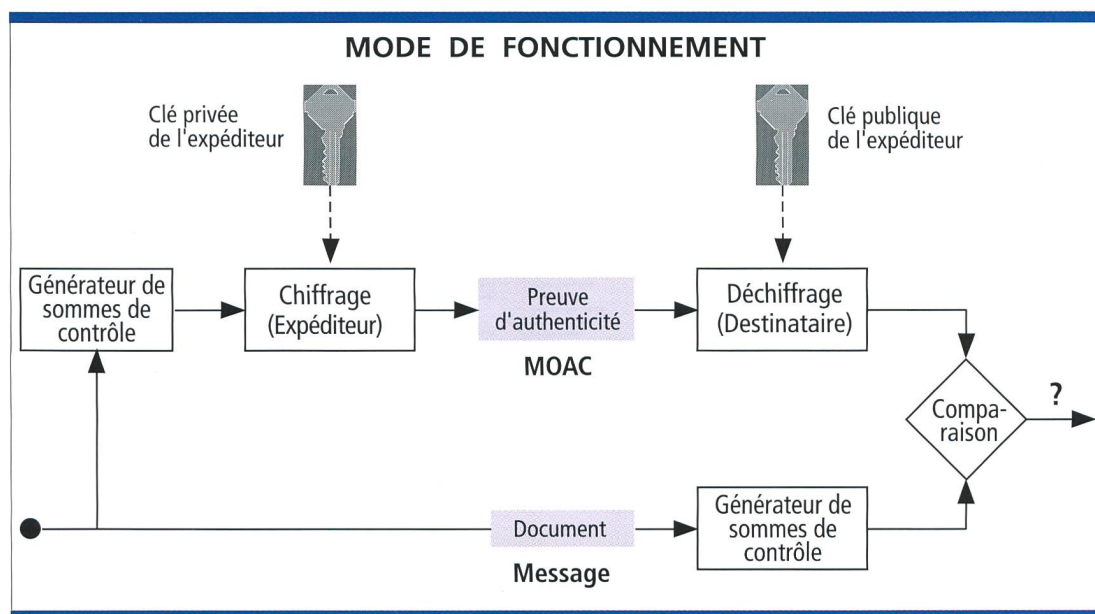 MODE DE FONCTIONNEMENT
Clé privée
de l'expéditeur
Clé publique
de l'expéditeur
Générateur de
sommes de
contrôle
Chiffrage
(Expéditeur)
Preuve
d'authenticité
MOAC
Déchiffrage
(Destinataire)
Compa-
raison
?
Document
Message
Générateur de
sommes de
contrôle